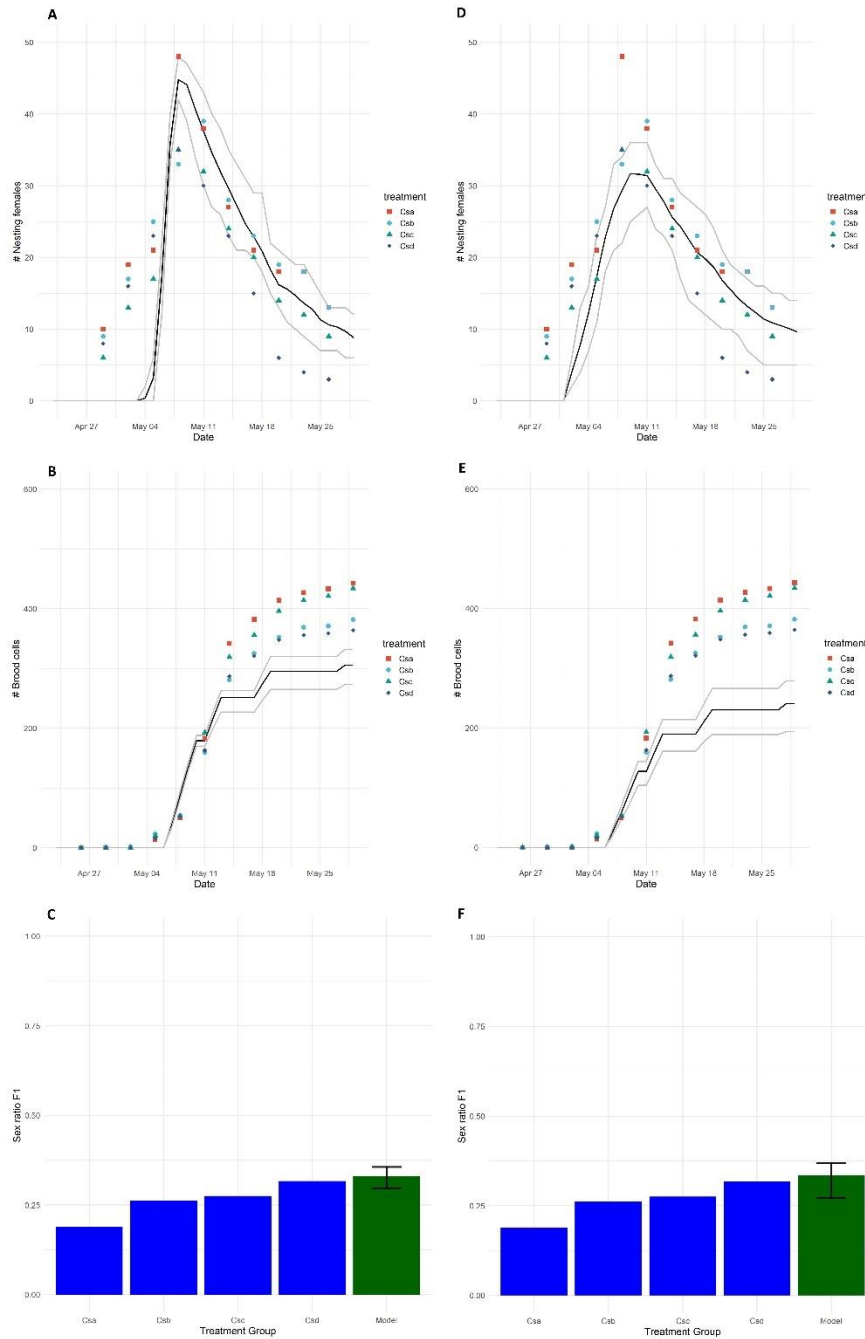 A
50
40
30
20
10
0
# Nesting females
Apr 27
May 04
May 11
May 18
May 25
Date
treatment
Csa
Csb
Csc
Csd
D
50
40
30
20
10
0
# Nesting females
Apr 27
May 04
May 11
May 18
May 25
Date
treatment
Csa
Csb
Csc
Csd
B
600
400
200
0
# Brood cells
Apr 27
May 04
May 11
May 18
May 25
Date
treatment
Csa
Csb
Csc
Csd
E
600
400
200
0
# Brood cells
Apr 27
May 04
May 11
May 18
May 25
Date
treatment
Csa
Csb
Csc
Csd
C
1.00
0.75
0.50
0.25
0.00
Sex ratio F1
Csa
Csb
Csc
Csd
Model
Treatment Group
F
1.00
0.75
0.50
0.25
0.00
Sex ratio F1
Csa
Csb
Csc
Csd
Model
Treatment Group